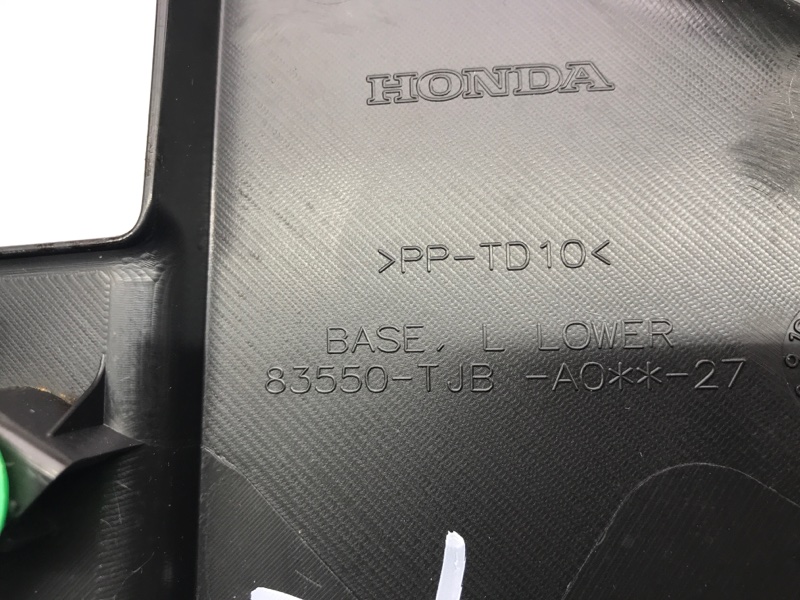 HONDA
>PP-TD10<
BASE, L LOWER
83550-TJB -A0**-27